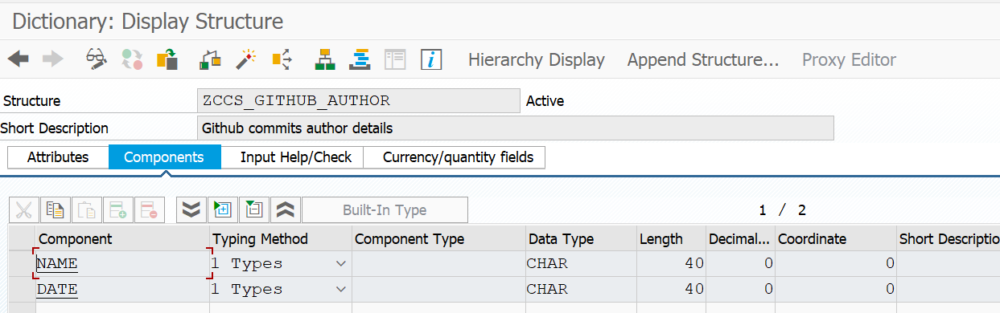 Dictionary: Display Structure
Hierarchy Display Append Structure... Proxy Editor
Structure ZCCS_GITHUB_AUTHOR Active
Short Description Github commits author details
Attributes Components Input Help/Check Currency/quantity fields
Built-In Type 1 / 2
Component Typing Method Component Type Data Type Length Decimal... Coordinate Short Descriptio
NAME 1 Types CHAR 40 0 0
DATE 1 Types CHAR 40 0 0